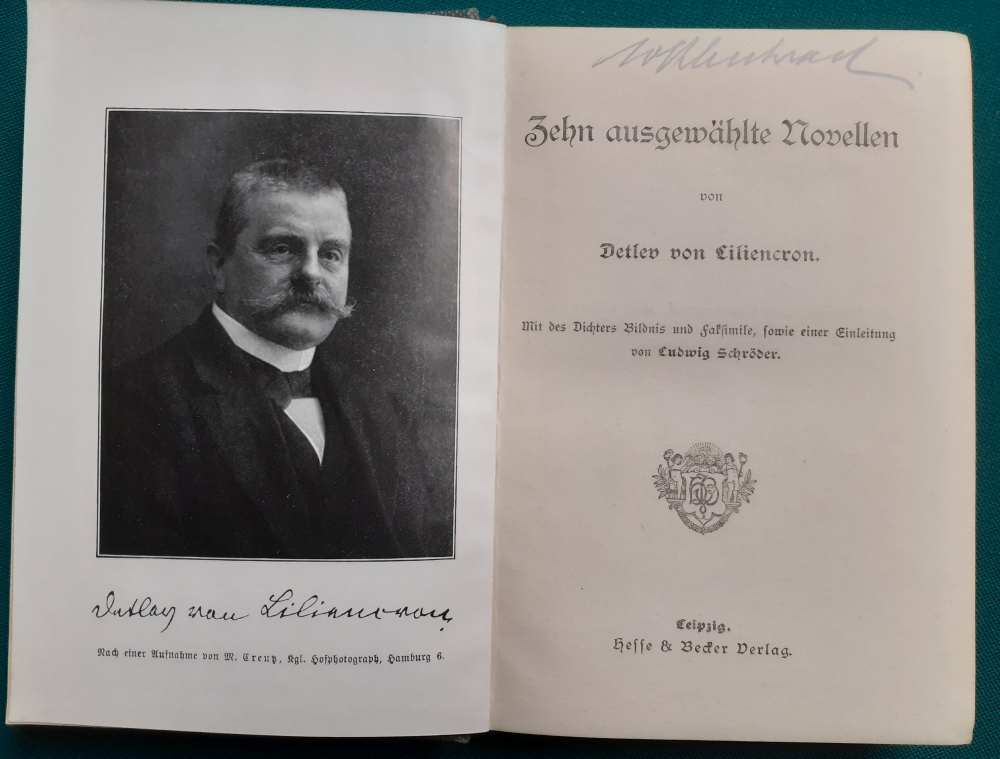 Detlev von Liliencron.
Nach einer Aufnahme von M. Creutz, Kgl. Hofphotograph, Hamburg 6.
Zehn ausgewählte Novellen
von
Detlev von Liliencron.
Mit des Dichters Bildnis und Faksimile, sowie einer Einleitung
von Ludwig Schröder.
Leipzig.
Hesse & Becker Verlag.